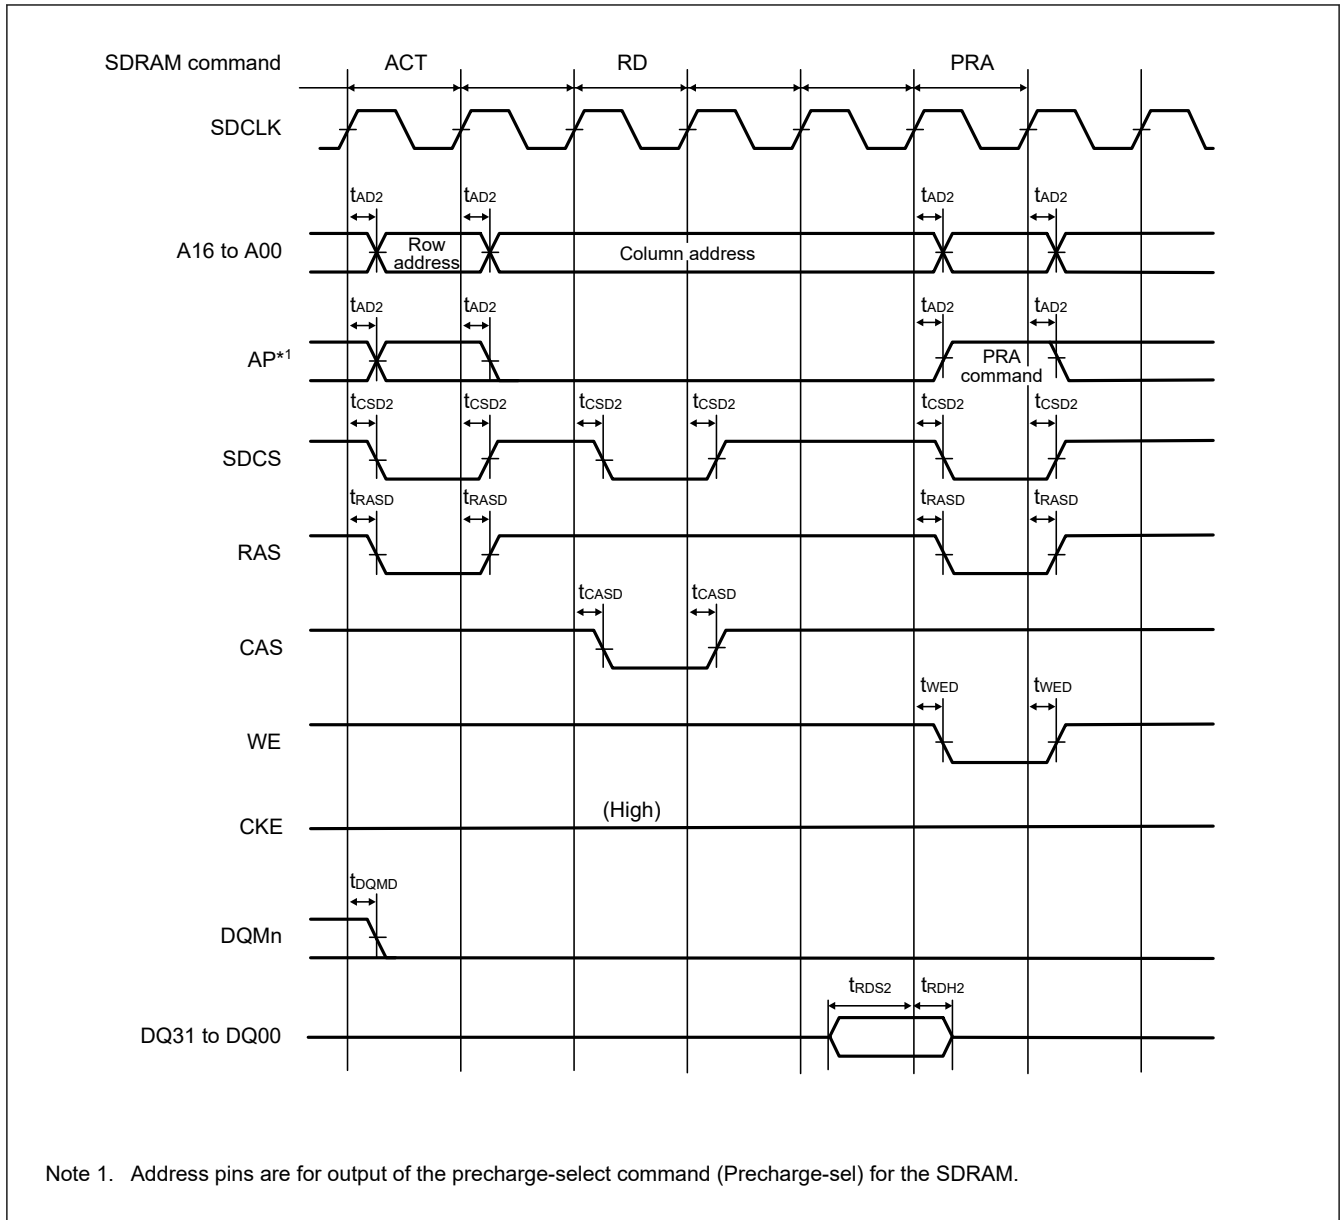 SDRAM command ACT RD PRA
SDCLK
tAD2 tAD2 tAD2 tAD2
A16 to A00
Row
address
Column address
tAD2 tAD2 tAD2 tAD2
AP*1
PRA
command
tCSD2 tCSD2 tCSD2 tCSD2 tCSD2 tCSD2
SDCS
tRASD tRASD tRASD tRASD
RAS
tCASD tCASD
CAS
tWED tWED
WE
(High)
CKE
tDQMD
DQMn
tRDS2 tRDH2
DQ31 to DQ00
Note 1. Address pins are for output of the precharge-select command (Precharge-sel) for the SDRAM.